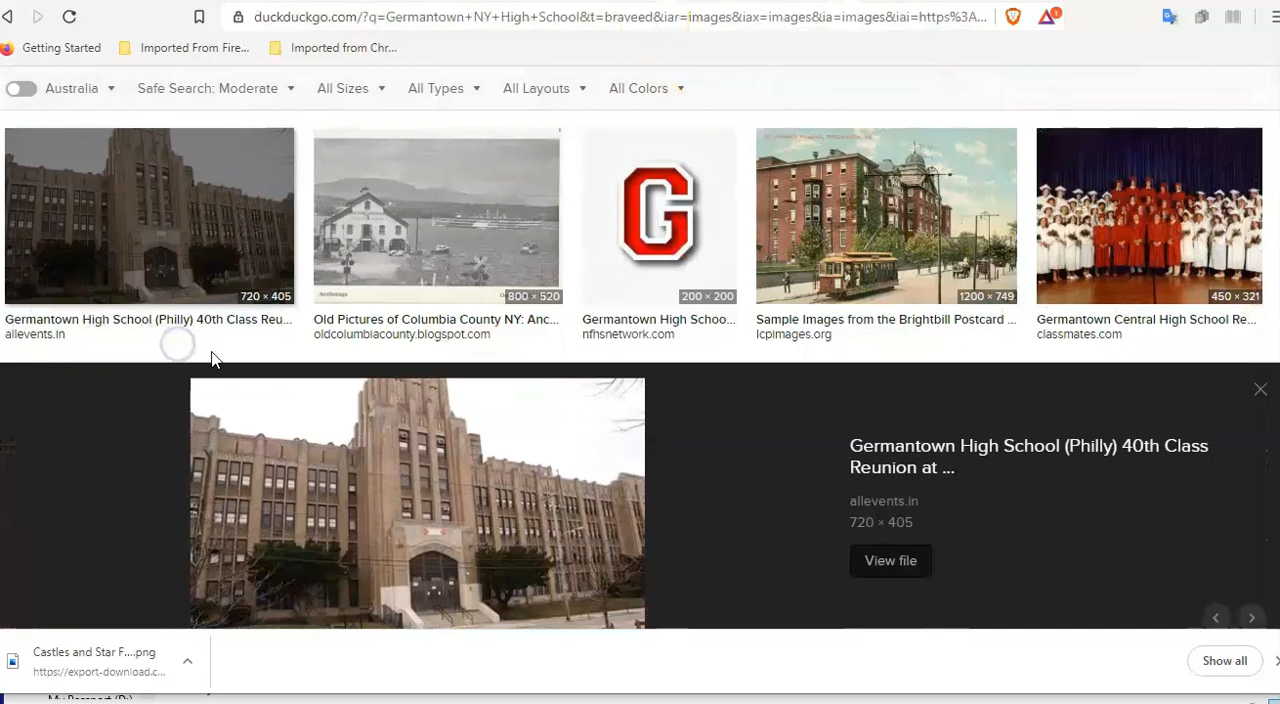 duckduckgo.com/?q=Germantown+NY+High+School&t=braveed&iar=images&iax=images&ia=images&iai=https%3A...
1
Getting Started
Imported From Fire...
Imported from Chr...
Australia
Safe Search: Moderate
All Sizes
All Types
All Layouts
All Colors
720 × 405
800 × 520
G
200 × 200
1200 × 749
450 × 321
Germantown High School (Philly) 40th Class Reu...
allevents.in
Old Pictures of Columbia County NY: Anc...
oldcolumbiacounty.blogspot.com
Germantown High Schoo...
nfhsnetwork.com
Sample Images from the Brightbill Postcard ...
lcpimages.org
Germantown Central High School Re...
classmates.com
Germantown High School (Philly) 40th Class
Reunion at ...
allevents.in
720 × 405
View file
Castles and Star F....png
https://export-download.c...
Show all
My Passport (D:)